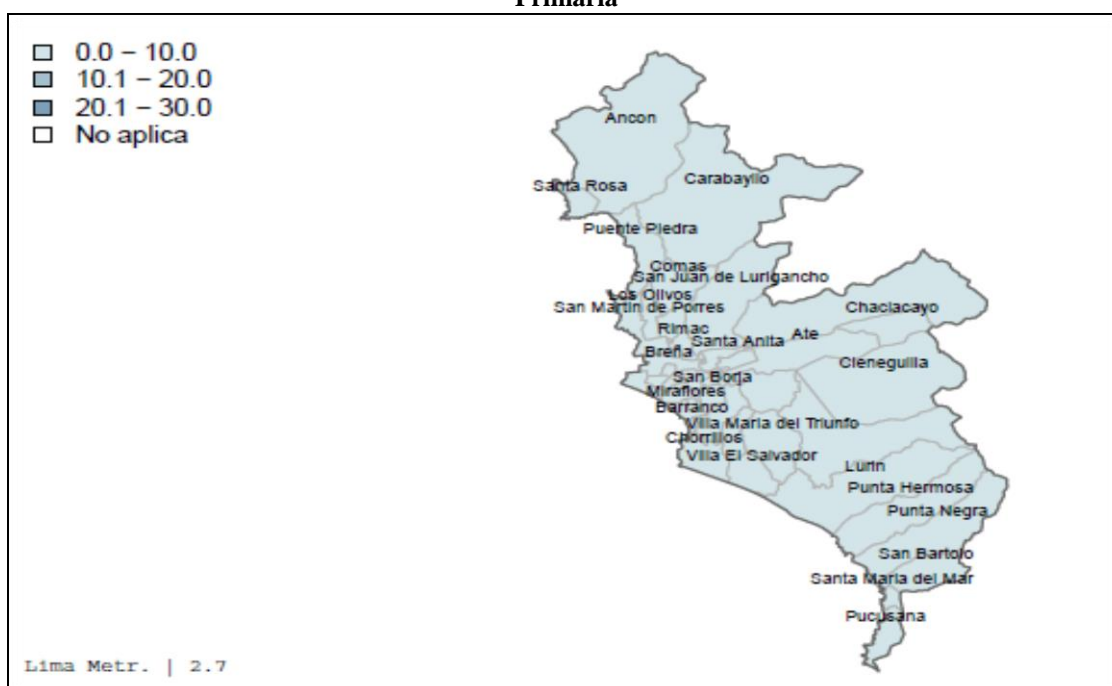 Primaria
0.0 − 10.0
10.1 − 20.0
20.1 − 30.0
No aplica
Ancon
Carabayllo
Santa Rosa
Puente Piedra
Comas
San Juan de Lurigancho
Los Olivos
San Martin de Porres
Chaclacayo
Rimac
Ate
Santa Anita
Breña
Cieneguilla
San Borja
Miraflores
Barranco
Villa Maria del Triunfo
Chorrillos
Villa El Salvador
Lurin
Punta Hermosa
Punta Negra
San Bartolo
Santa Maria del Mar
Pucusana
Lima Metr. | 2.7